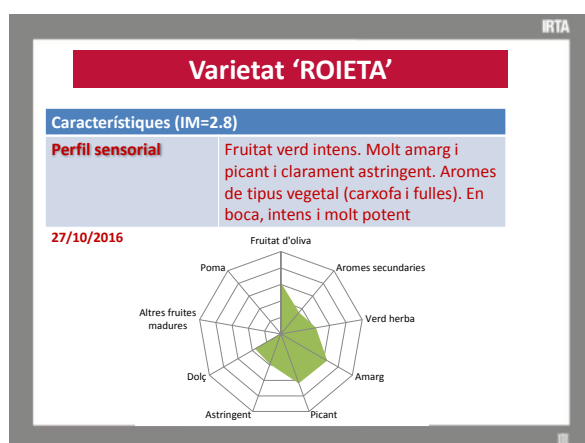 IRTA
Varietat ‘ROIETA’
Característiques (IM=2.8)
Perfil sensorial
Fruitat verd intens. Molt amarg i
picant i clarament astringent. Aromes
de tipus vegetal (carxofa i fulles). En
boca, intens i molt potent
27/10/2016
Fruitat d'oliva
Poma
Aromes secundaries
Altres fruites
madures
Verd herba
Dolç
Amarg
Astringent
Picant